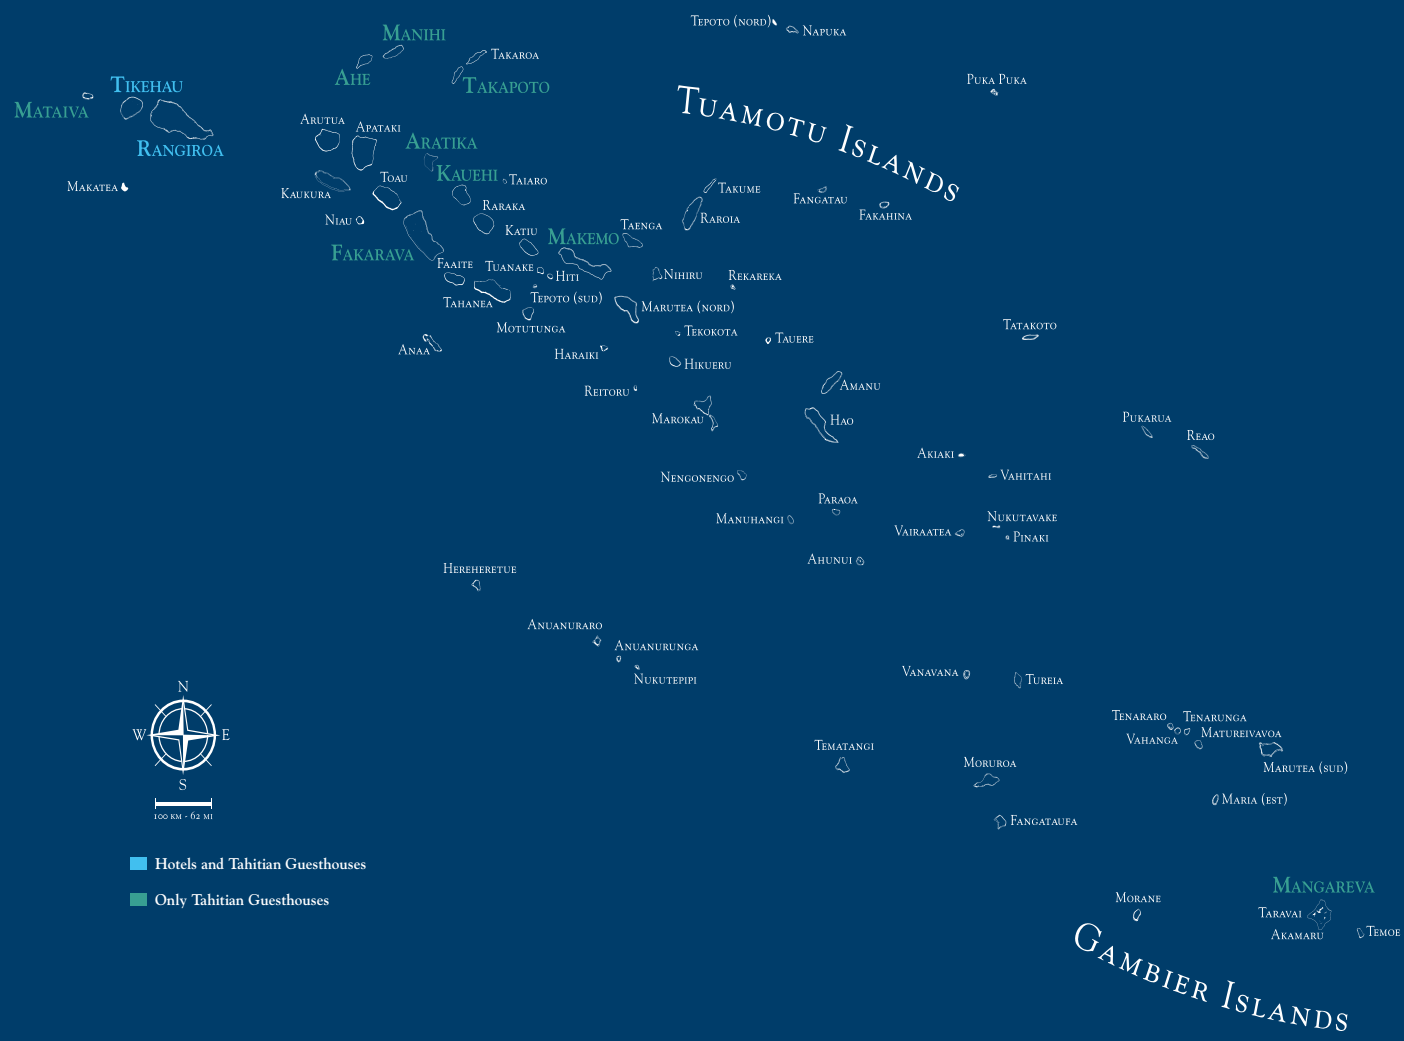 Tepoto (nord)
Napuka
Manihi
Takaroa
Ahe
Takapoto
Puka Puka
Tikehau
Mataiva
Rangiroa
Tuamotu Islands
Arutua
Apataki
Aratika
Kauehi
Taiaro
Makatea
Kaukura
Toau
Niau
Raraka
Takume
Raroia
Fangatau
Fakahina
Katiu
Makemo
Taenga
Fakarava
Faaite
Tuanake
Hiti
Nihiru
Rekareka
Tahanea
Tepoto (sud)
Marutea (nord)
Motutunga
Tekokota
Tauere
Tatakoto
Anaa
Haraiki
Hikueru
Reitoru
Amanu
Marokau
Hao
Pukarua
Reao
Akiaki
Nengonengo
Vahitahi
Paraoa
Manuhangi
Nukutavake
Vairaatea
Pinaki
Ahunui
Hereheretue
Anuanuraro
Anuanurunga
Nukutepipi
Vanavana
Tureia
Tenararo
Tenarunga
Vahanga
Matureivavoa
Marutea (sud)
Tematangi
Moruroa
Maria (est)
Fangataufa
N
W
E
S
100 km - 62 mi
Hotels and Tahitian Guesthouses
Only Tahitian Guesthouses
Mangareva
Morane
Taravai
Akamaru
Temoe
Gambier Islands